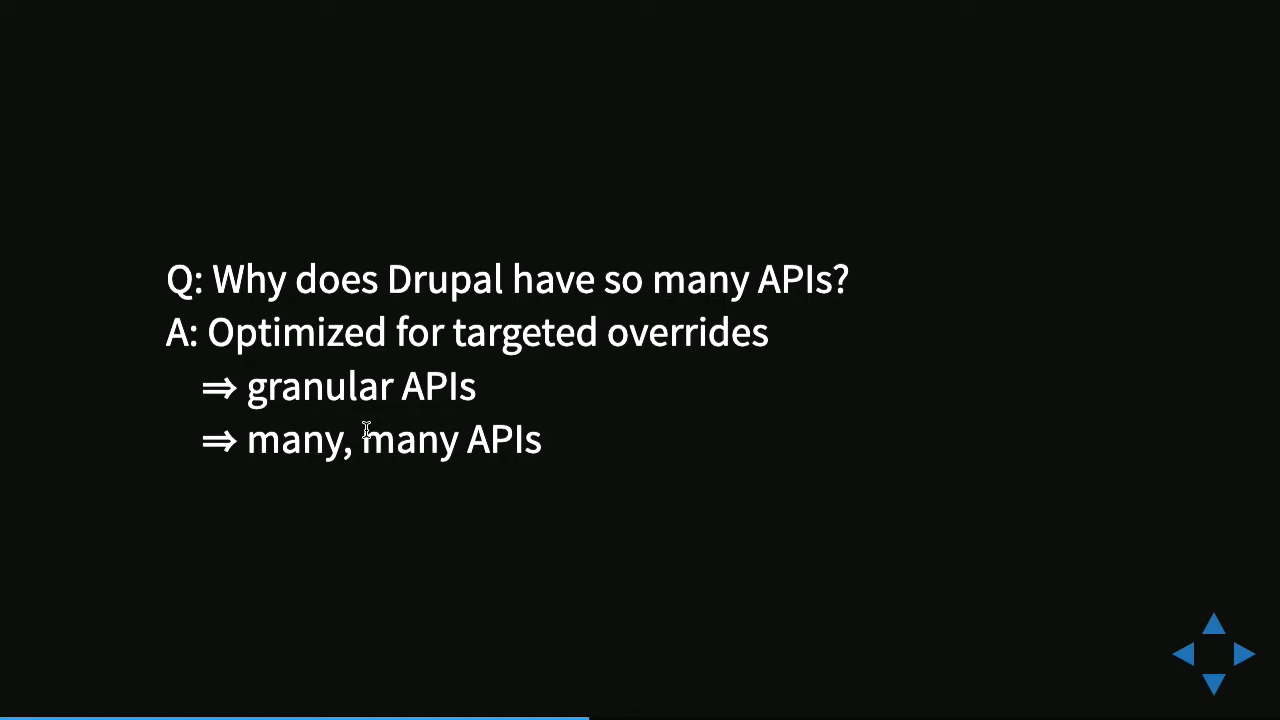 Q: Why does Drupal have so many APIs?
A: Optimized for targeted overrides
⇒ granular APIs
⇒ many, many APIs